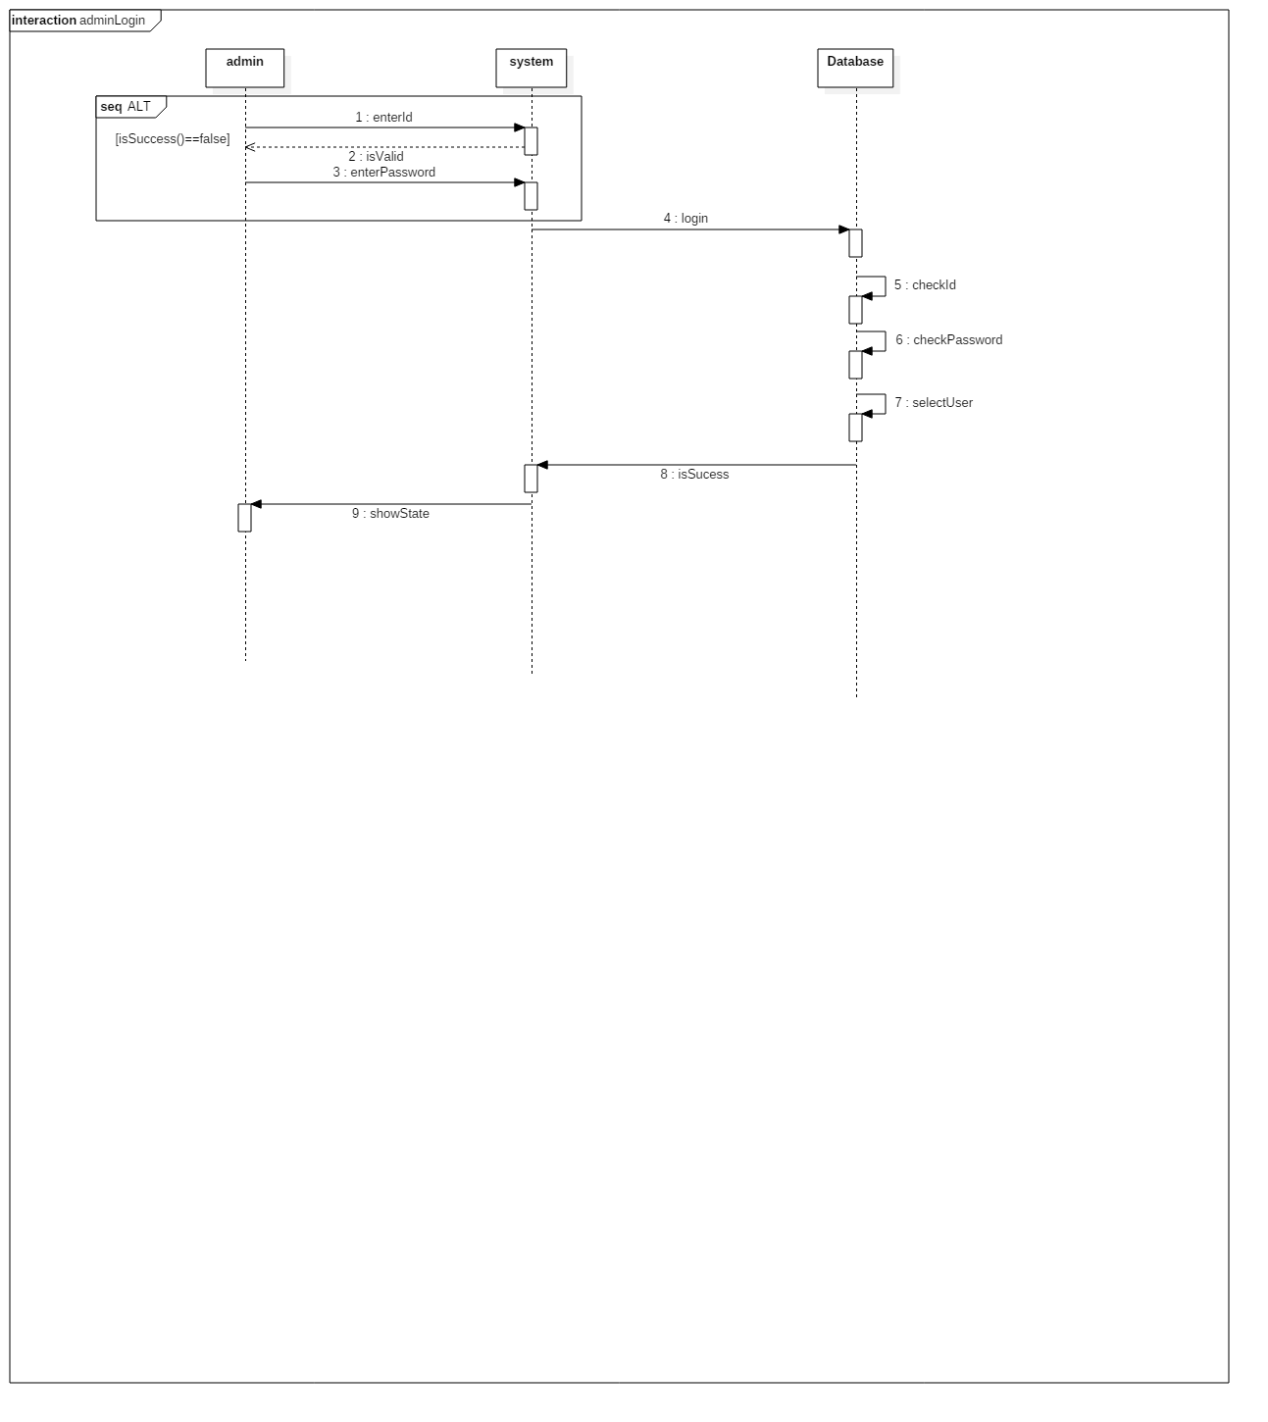 interaction adminLogin
admin
system
Database
seq ALT
1 : enterId
[isSuccess()==false]
2 : isValid
3 : enterPassword
4 : login
5 : checkId
6 : checkPassword
7 : selectUser
8 : isSucess
9 : showState